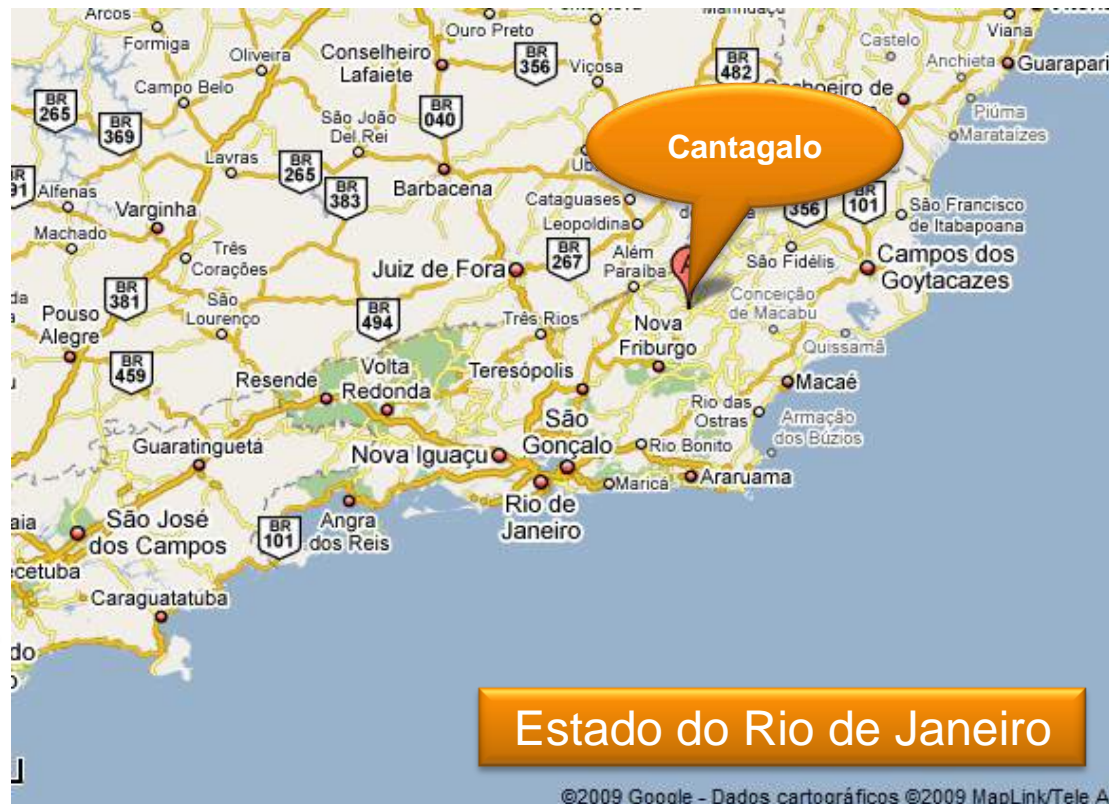 Arcos
Formiga
Oliveira
Conselheiro
Lafaiete
Ouro Preto
BR
356
Viçosa
BR
482
Castelo
Viana
Anchieta
Guarapari
Campo Belo
BR
265
BR
369
São João
Del Rei
BR
040
Piúma
Marataízes
Cantagalo
Lavras
BR
265
BR
383
Barbacena
Alfenas
Varginha
Cataguases
Leopoldina
356
BR
101
São Francisco
de Itabapoana
Machado
Três
Corações
Juiz de Fora
BR
267
Além
Paraíba
A
São Fidélis
Campos dos
Goytacazes
BR
381
Pouso
Alegre
São
Lourenço
BR
494
Três Rios
Nova
Friburgo
Conceição
de Macabu
Quissamã
BR
459
Resende
Volta
Redonda
Teresópolis
Macaé
Rio das
Ostras
Armação
dos Búzios
Guaratinguetá
Nova Iguaçu
São
Gonçalo
Rio Bonito
Maricá
Araruama
São José
dos Campos
BR
101
Angra
dos Reis
Rio de
Janeiro
Caraguatatuba
Estado do Rio de Janeiro
©2009 Google - Dados cartográficos ©2009 MapLink/Tele A